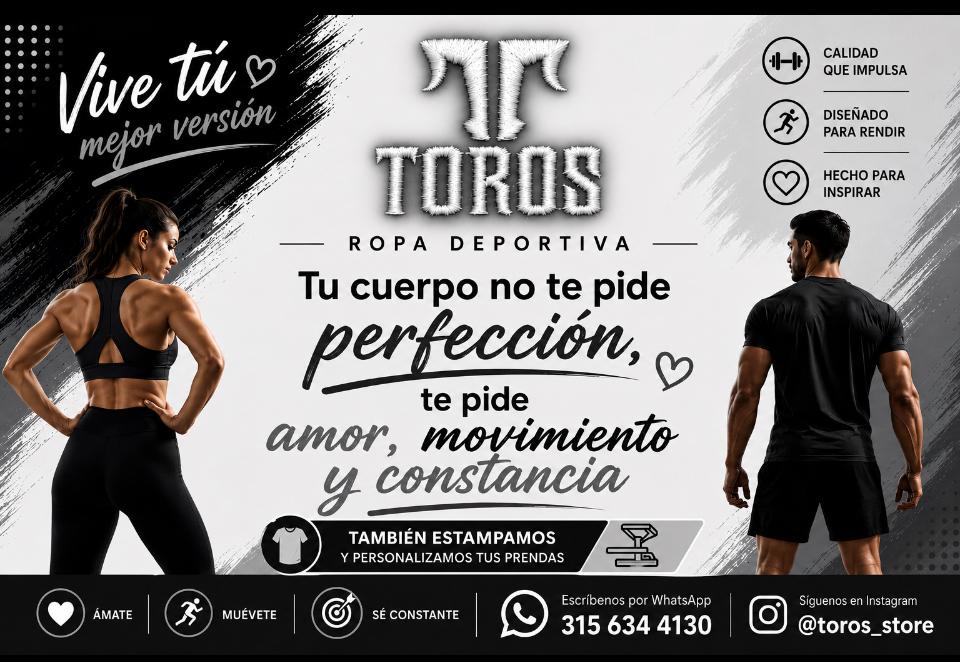 Vive tú
mejor versión
TOROS
ROPA DEPORTIVA
CALIDAD
QUE IMPULSA
DISEÑADO
PARA RENDIR
HECHO PARA
INSPIRAR
Tu cuerpo no te pide
perfección,
te pide
amor, movimiento
y constancia
TAMBIÉN ESTAMPAMOS
Y PERSONALIZAMOS TUS PRENDAS
ÁMATE
MUÉVETE
SÉ CONSTANTE
Escríbenos por WhatsApp
315 634 4130
Síguenos en Instagram
@toros_store